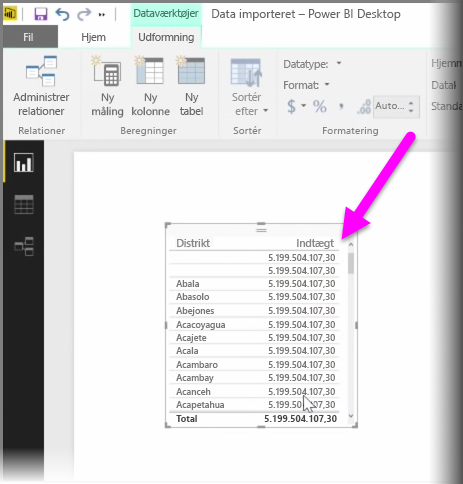 Dataværktøjer Data importeret – Power BI Desktop
Fil Hjem Udformning
Administrer relationer
Ny måling
Ny kolonne
Ny tabel
Sortér efter
Datatype:
Format:
$ % , .00 Auto...
Hjemm
Datak
Standa
Relationer Beregninger Sortér Formatering
Distrikt Indtægt
5.199.504.107,30
5.199.504.107,30
Abala 5.199.504.107,30
Abasolo 5.199.504.107,30
Abejones 5.199.504.107,30
Acacoyagua 5.199.504.107,30
Acajete 5.199.504.107,30
Acala 5.199.504.107,30
Acambaro 5.199.504.107,30
Acambay 5.199.504.107,30
Acanceh 5.199.504.107,30
Acapetahua 5.199.504.107,30
Total 5.199.504.107,30